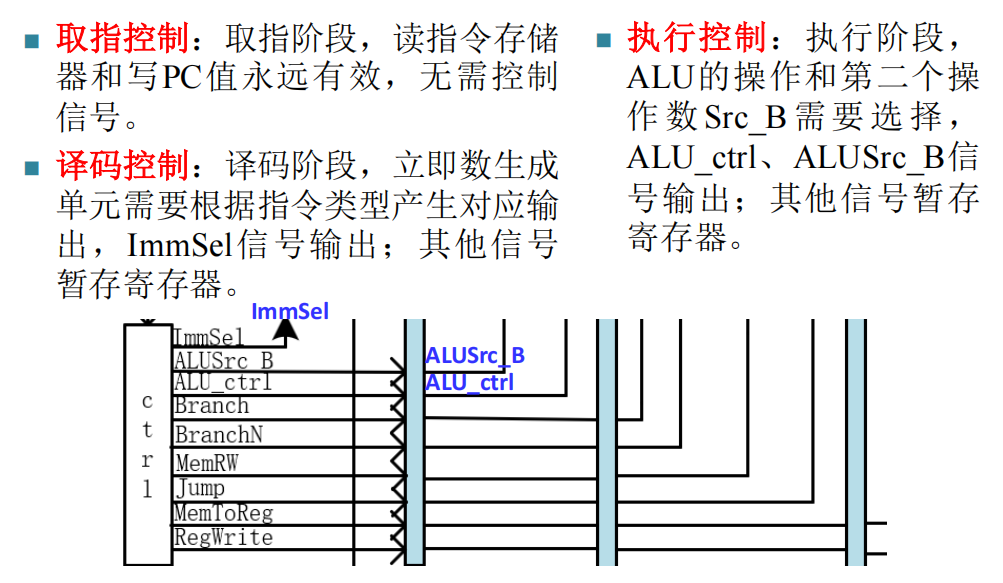 ■ 取指控制：取指阶段，读指令存储
器和写PC值永远有效，无需控制
信号。
■ 译码控制：译码阶段，立即数生成
单元需要根据指令类型产生对应输
出，ImmSel信号输出；其他信号
暂存寄存器。
■ 执行控制：执行阶段，
ALU的操作和第二个操
作数Src_B需要选择，
ALU_ctrl、ALUSrc_B信
号输出；其他信号暂存
寄存器。
ImmSel
ctrl
ImmSel
ALUSrc_B
ALU_ctrl
Branch
BranchN
MemRW
Jump
MemToReg
RegWrite
ALUSrc_B
ALU_ctrl